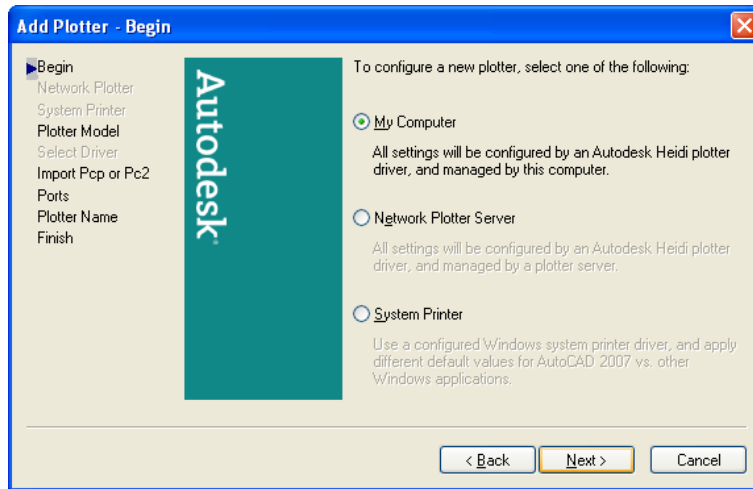 Add Plotter - Begin
Begin
Network Plotter
System Printer
Plotter Model
Select Driver
Import Pcp or Pc2
Ports
Plotter Name
Finish
Autodesk
To configure a new plotter, select one of the following:
My Computer
All settings will be configured by an Autodesk Heidi plotter
driver, and managed by this computer.
Network Plotter Server
All settings will be configured by an Autodesk Heidi plotter
driver, and managed by a plotter server.
System Printer
Use a configured Windows system printer driver, and apply
different default values for AutoCAD 2007 vs. other
Windows applications.
< Back
Next >
Cancel